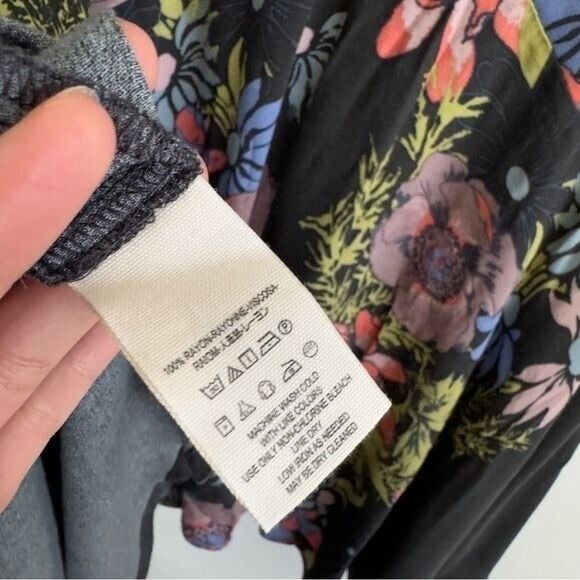 100% RAYON-RAYONNE-VISCOSA-
MACHINE WASH COLD
WITH LIKE COLORS
USE ONLY NON-CHLORINE BLEACH
LINE DRY
LOW IRON AS NEEDED
MAY BE DRY CLEANED